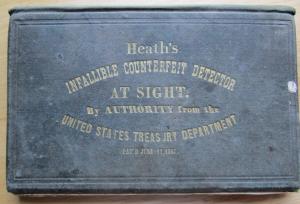 Heath's
INFALLIBLE COUNTERFEIT DETECTOR
AT SIGHT.
By AUTHORITY from the
UNITED STATES TREASURY DEPARTMENT